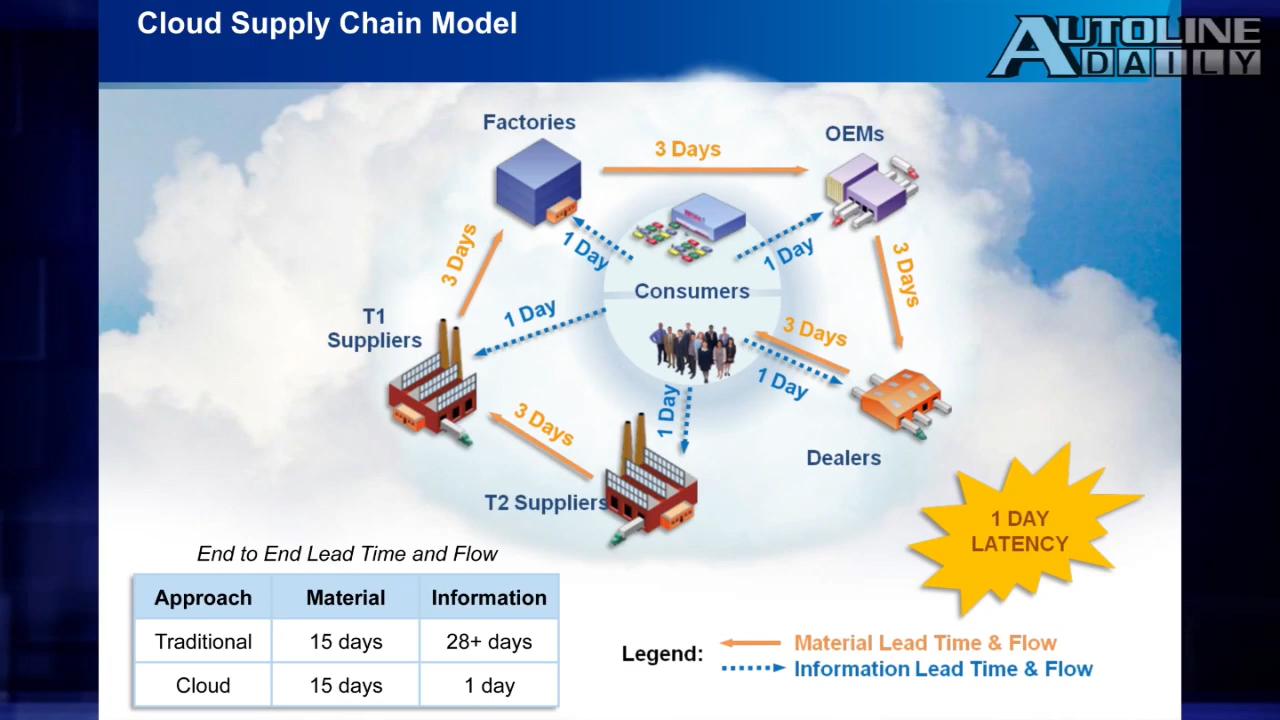 Cloud Supply Chain Model
AUTOLINE
DAILY
Factories
OEMs
3 Days
1 Day
1 Day
3 Days
3 Days
Consumers
T1
Suppliers
1 Day
3 Days
1 Day
1 Day
3 Days
Dealers
T2 Suppliers
1 DAY
LATENCY
End to End Lead Time and Flow
Approach Material Information
Traditional 15 days 28+ days
Cloud 15 days 1 day
Legend:
Material Lead Time & Flow
Information Lead Time & Flow